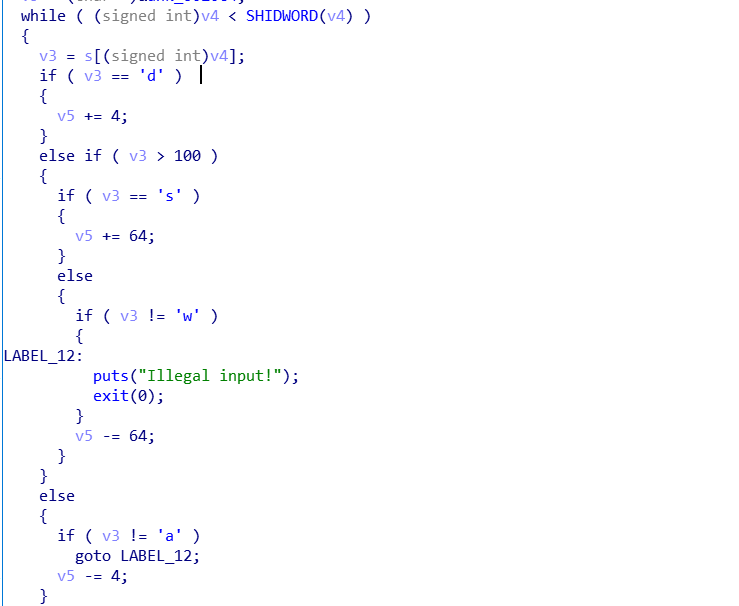 while ( (signed int)v4 < SHIDWORD(v4) )
{
v3 = s[(signed int)v4];
if ( v3 == 'd' )
{
v5 += 4;
}
else if ( v3 > 100 )
{
if ( v3 == 's' )
{
v5 += 64;
}
else
{
if ( v3 != 'w' )
{
LABEL_12:
puts("Illegal input!");
exit(0);
}
v5 -= 64;
}
}
else
{
if ( v3 != 'a' )
goto LABEL_12;
v5 -= 4;
}